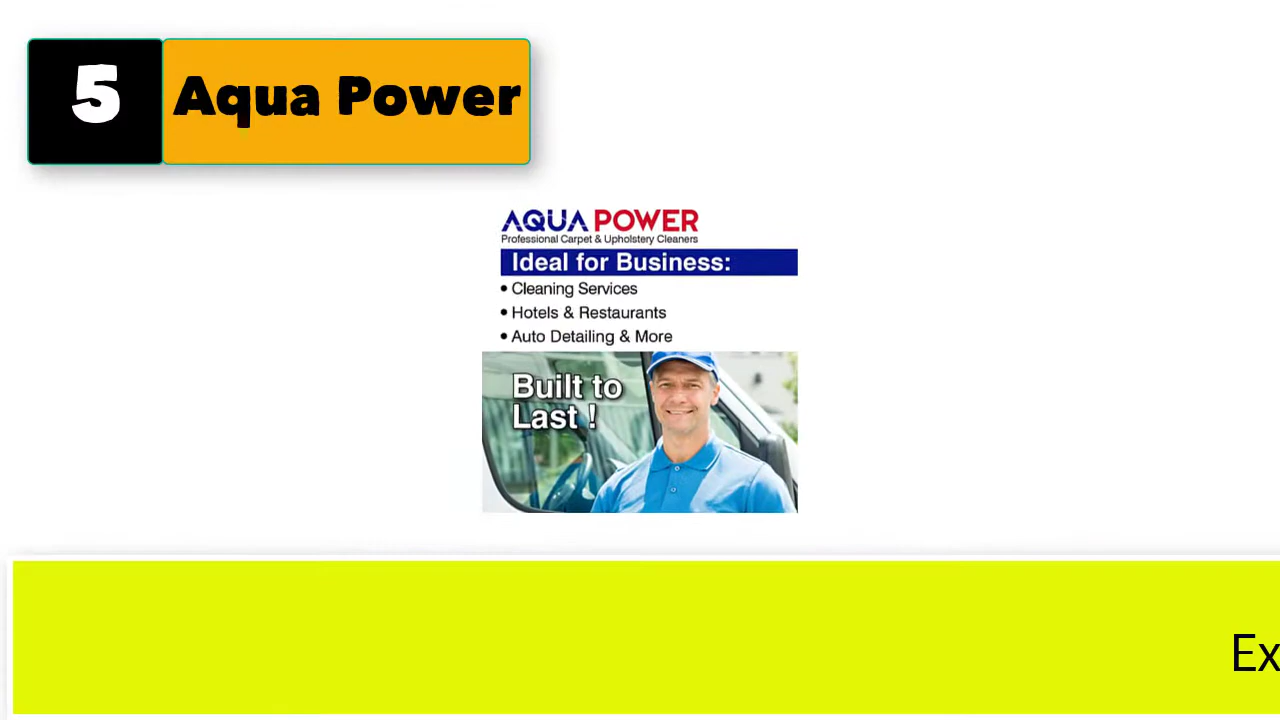 5 Aqua Power
AQUA POWER
Professional Carpet & Upholstery Cleaners
Ideal for Business:
• Cleaning Services
• Hotels & Restaurants
• Auto Detailing & More
Built to
Last !
Ex